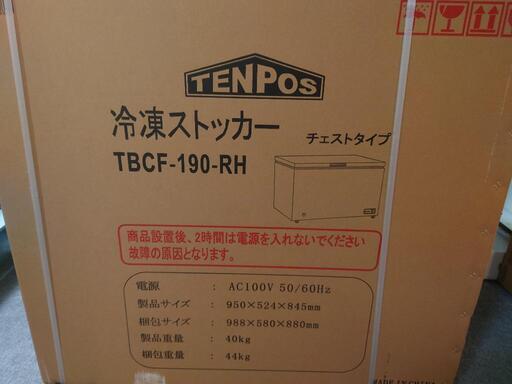 TENPOS
冷凍ストッカー
チェストタイプ
TBCF-190-RH
商品設置後、2時間は電源を入れないでください
故障の原因となります。
電源 : AC100V 50/60Hz
製品サイズ : 950×524×845mm
梱包サイズ : 988×580×880mm
製品重量 : 40kg
梱包重量 : 44kg
MADE IN CHINA